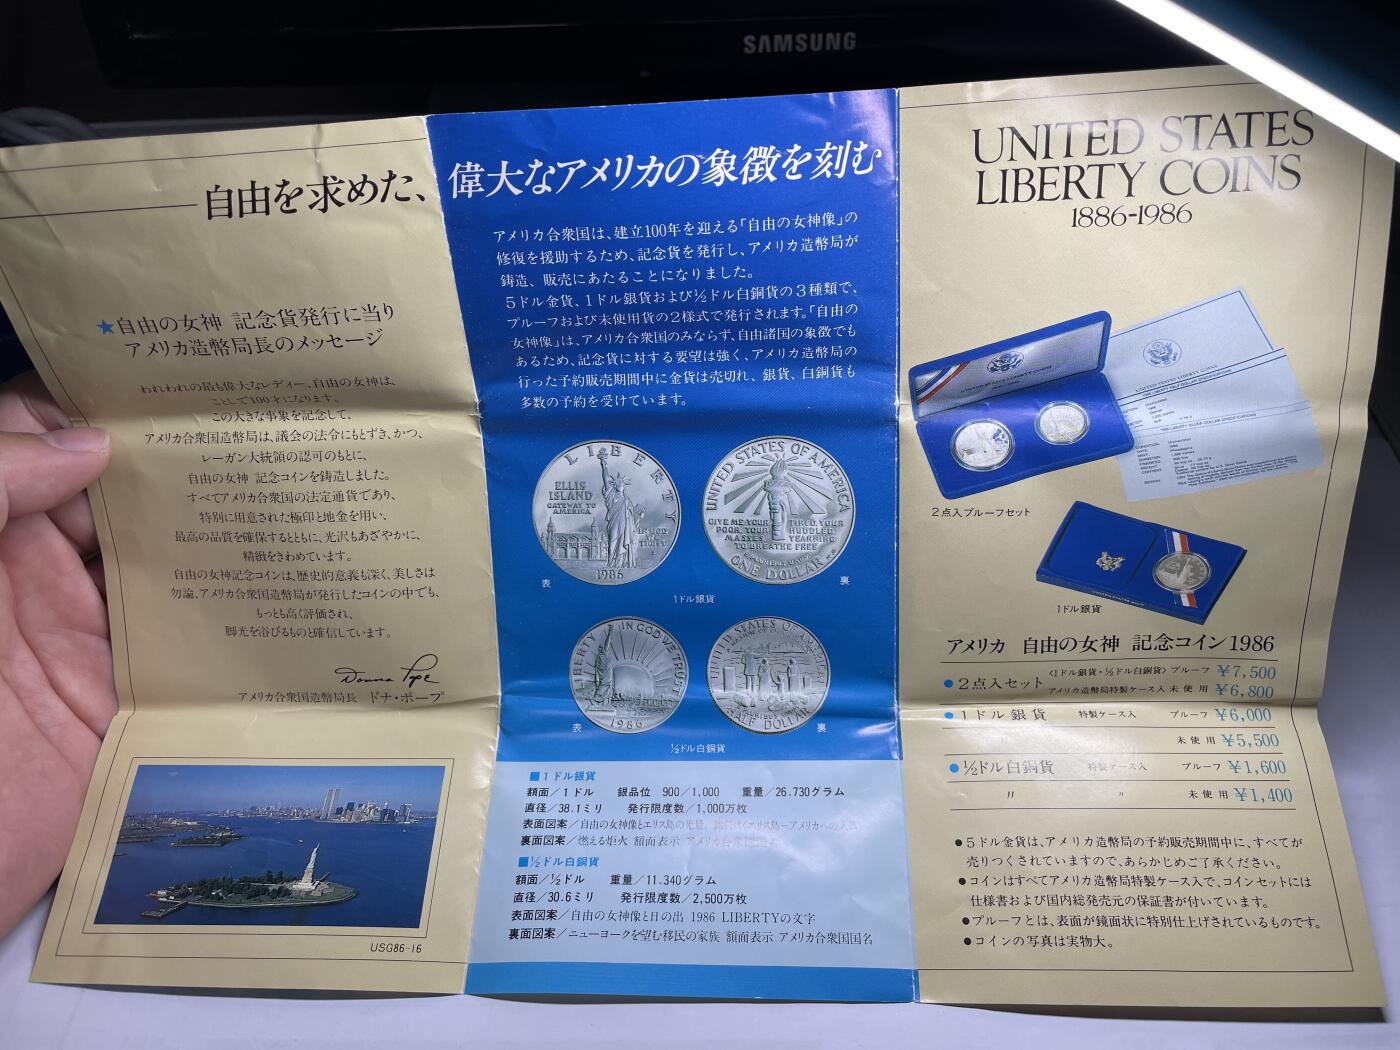 SAMSUNG
自由を求めた、
★自由の女神 記念貨発行に当り
アメリカ造幣局長のメッセージ
われわれの最も偉大なレディー、自由の女神は、
ことしで100才になります。
この大きな事象を記念して、
アメリカ合衆国造幣局は、議会の法令にもとずき、かつ、
レーガン大統領の認可のもとに、
自由の女神 記念コインを鋳造しました。
すべてアメリカ合衆国の法定通貨であり、
特別に用意された極印と地金を用い、
最高の品質を確保するとともに、光沢もあざやかに、
精緻をきわめています。
自由の女神記念コインは、歴史的意義も深く、美しさは
勿論、アメリカ合衆国造幣局が発行したコインの中でも、
もっとも高く評価され、
脚光を浴びるものと確信しています。
Donna Pope
アメリカ合衆国造幣局長 ドナ・ポープ
USG86-16
偉大なアメリカの象徴を刻む
アメリカ合衆国は、建立100年を迎える「自由の女神像」の
修復を援助するため、記念貨を発行し、アメリカ造幣局が
鋳造、販売にあたることになりました。
5ドル金貨、1ドル銀貨および½ドル白銅貨の3種類で、
プルーフおよび未使用貨の2様式で発行されます。「自由の
女神像」は、アメリカ合衆国のみならず、自由諸国の象徴でも
あるため、記念貨に対する要望は強く、アメリカ造幣局の
行った予約販売期間中に金貨は売切れ、銀貨、白銅貨も
多数の予約を受けています。
LIBERTY
ELLIS
ISLAND
GATEWAY TO
AMERICA
IN GOD
WE TRUST
1986
表
UNITED STATES OF AMERICA
GIVE ME YOUR TIRED, YOUR
POOR, YOUR HUDDLED
MASSES YEARNING
TO BREATHE FREE
E PLURIBUS UNUM
ONE DOLLAR
裏
1ドル銀貨
LIBERTY
IN GOD WE TRUST
1986
表
UNITED STATES OF AMERICA
HALF DOLLAR
裏
½ドル白銅貨
■1ドル銀貨
額面/1ドル 銀品位 900/1,000 重量/26.730グラム
直径/38.1ミリ 発行限度数/1,000万枚
表面図案/自由の女神像とエリス島の光景、
裏面図案/燃える炬火 額面表示 アメリカ合衆国国名
■½ドル白銅貨
額面/½ドル 重量/11.340グラム
直径/30.6ミリ 発行限度数/2,500万枚
表面図案/自由の女神像と日の出 1986 LIBERTYの文字
裏面図案/ニューヨークを望む移民の家族 額面表示 アメリカ合衆国国名
UNITED STATES
LIBERTY COINS
1886-1986
UNITED STATES LIBERTY COINS
2点入プルーフセット
1ドル銀貨
アメリカ 自由の女神 記念コイン1986
●2点入セット 〈1ドル銀貨・½ドル白銅貨〉 プルーフ ¥7,500
アメリカ造幣局特製ケース入 未使用 ¥6,800
●1ドル銀貨 特製ケース入 プルーフ ¥6,000
〃 〃 未使用 ¥5,500
●½ドル白銅貨 特製ケース入 プルーフ ¥1,600
〃 〃 未使用 ¥1,400
●5ドル金貨は、アメリカ造幣局の予約販売期間中に、すべてが
売りつくされていますので、あらかじめご了承ください。
●コインはすべてアメリカ造幣局特製ケース入で、コインセットには
仕様書および国内総発売元の保証書が付いています。
●プルーフとは、表面が鏡面状に特別仕上げされているものです。
●コインの写真は実物大。